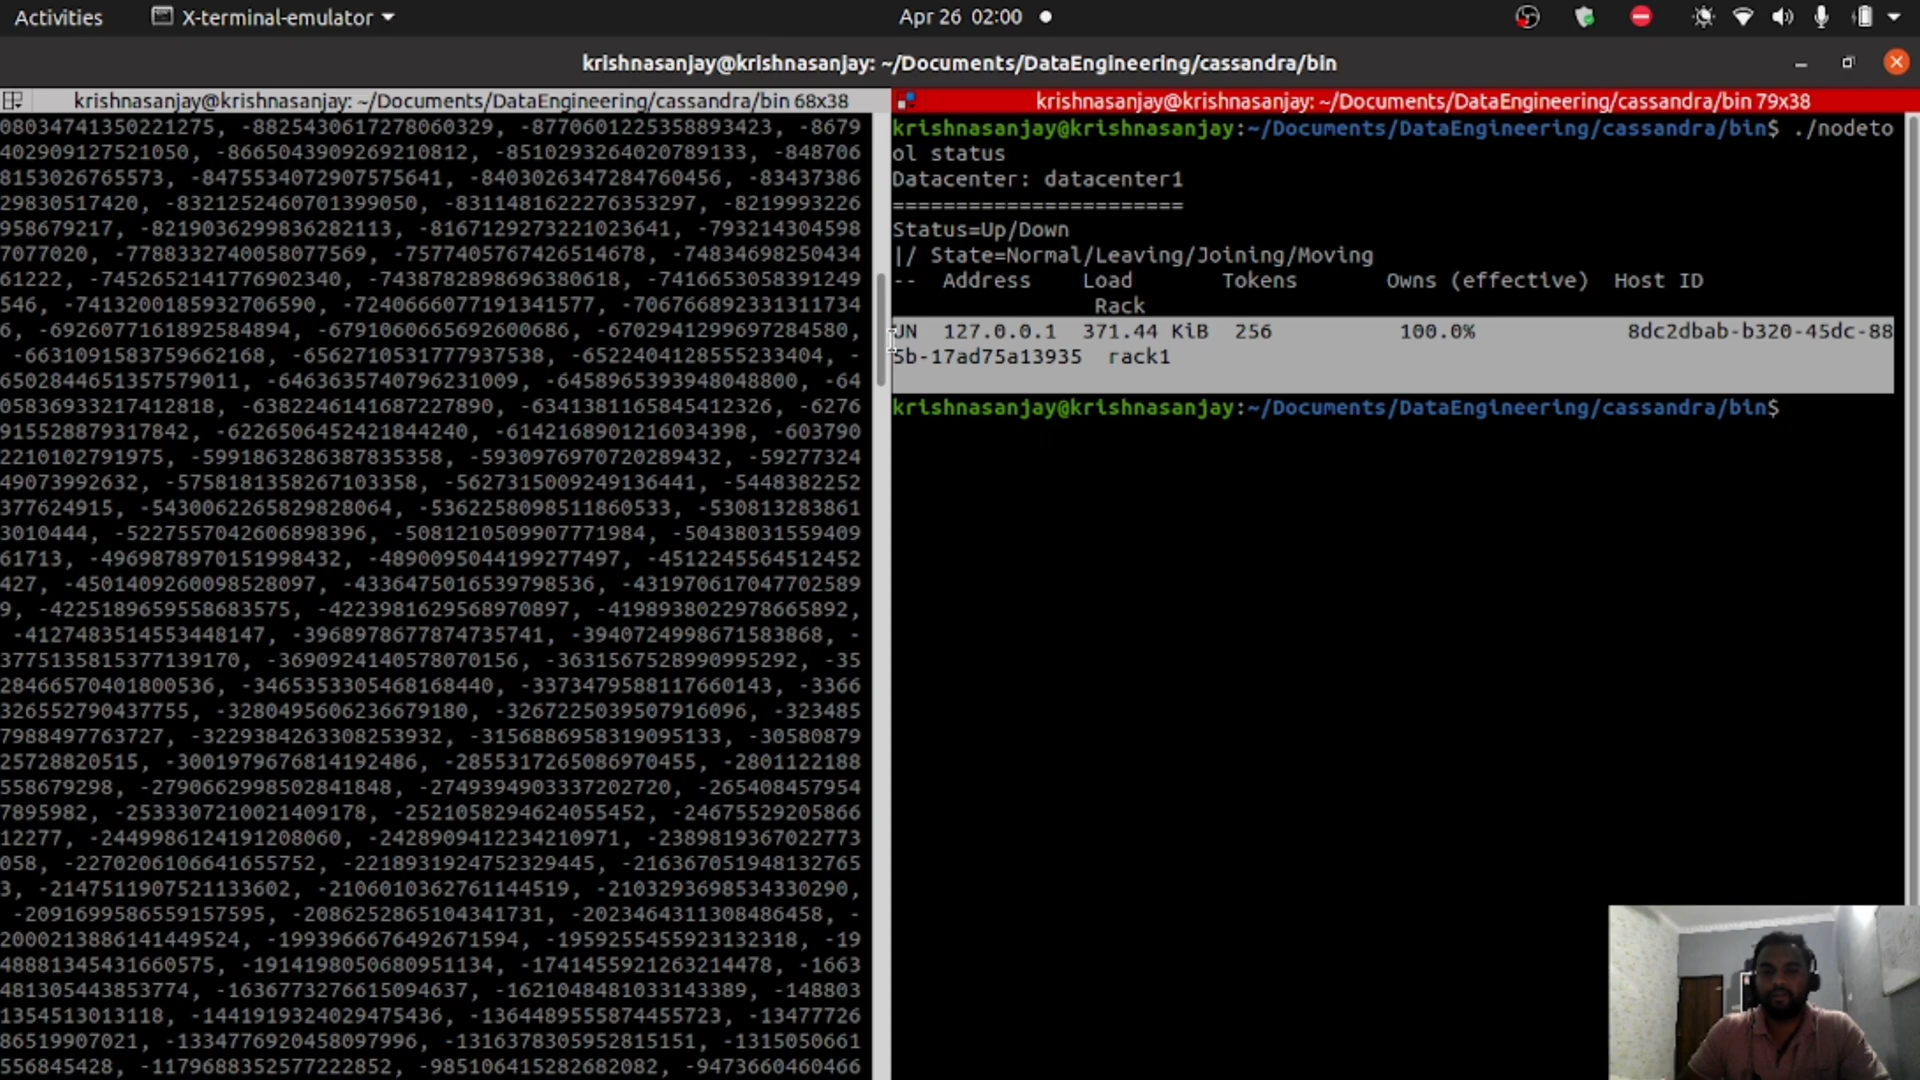 Activities X-terminal-emulator Apr 26 02:00
krishnasanjay@krishnasanjay: ~/Documents/DataEngineering/cassandra/bin
krishnasanjay@krishnasanjay: ~/Documents/DataEngineering/cassandra/bin 68x38
08034741350221275, -8825430617278060329, -8770601225358893423, -8679
402909127521050, -8665043909269210812, -8510293264020789133, -848706
8153026765573, -8475534072907575641, -8403026347284760456, -83437386
29830517420, -8321252460701399050, -8311481622276353297, -8219993226
958679217, -8219036299836282113, -8167129273221023641, -793214304598
7077020, -7788332740058077569, -7577405767426514678, -74834698250434
61222, -7452652141776902340, -7438782898696380618, -7416653058391249
546, -7413200185932706590, -7240666077191341577, -706766892331311734
6, -6926077161892584894, -6791060665692600686, -6702941299697284580,
-6631091583759662168, -6562710531777937538, -6522404128555233404, -
6502844651357579011, -6463635740796231009, -6458965393948048800, -64
05836933217412818, -6382246141687227890, -6341381165845412326, -6276
915528879317842, -6226506452421844240, -6142168901216034398, -603790
2210102791975, -5991863286387835358, -5930976970720289432, -59277324
49073992632, -5758181358267103358, -5627315009249136441, -5448382252
377624915, -5430062265829828064, -5362258098511860533, -530813283861
3010444, -5227557042606898396, -5081210509907771984, -50438031559409
61713, -4969878970151998432, -4890095044199277497, -4512245564512452
427, -4501409260098528097, -4336475016539798536, -431970617047702589
9, -4225189659558683575, -4223981629568970897, -4198938022978665892,
-4127483514553448147, -3968978677874735741, -3940724998671583868, -
3775135815377139170, -3690924140578070156, -3631567528990995292, -35
28466570401800536, -3465353305468168440, -3373479588117660143, -3366
326552790437755, -3280495606236679180, -3267225039507916096, -323485
7988497763727, -3229384263308253932, -3156886958319095133, -30580879
25728820515, -3001979676814192486, -2855317265086970455, -2801122188
558679298, -2790662998502841848, -2749394903337202720, -265408457954
7895982, -2533307210021409178, -2521058294624055452, -24675529205866
12277, -2449986124191208060, -2428909412234210971, -2389819367022773
058, -2270206106641655752, -2218931924752329445, -216367051948132765
3, -2147511907521133602, -2106010362761144519, -2103293698534330290,
-2091699586559157595, -2086252865104341731, -2023464311308486458, -
2000213886141449524, -1993966676492671594, -1959255455923132318, -19
48881345431660575, -1914198050680951134, -1741455921263214478, -1663
481305443853774, -1636773276615094637, -1621048481033143389, -148803
1354513013118, -1441919324029475436, -1364489555874455723, -13477726
86519907021, -1334776920458097996, -1316378305952815151, -1315050661
556845428, -1179688352577222852, -985106415282682082, -9473660460466
krishnasanjay@krishnasanjay: ~/Documents/DataEngineering/cassandra/bin 79x38
krishnasanjay@krishnasanjay:~/Documents/DataEngineering/cassandra/bin$ ./nodeto
ol status
Datacenter: datacenter1
=======================
Status=Up/Down
|/ State=Normal/Leaving/Joining/Moving
-- Address Load Tokens Owns (effective) Host ID
Rack
UN 127.0.0.1 371.44 KiB 256 100.0% 8dc2dbab-b320-45dc-88
5b-17ad75a13935 rack1
krishnasanjay@krishnasanjay:~/Documents/DataEngineering/cassandra/bin$